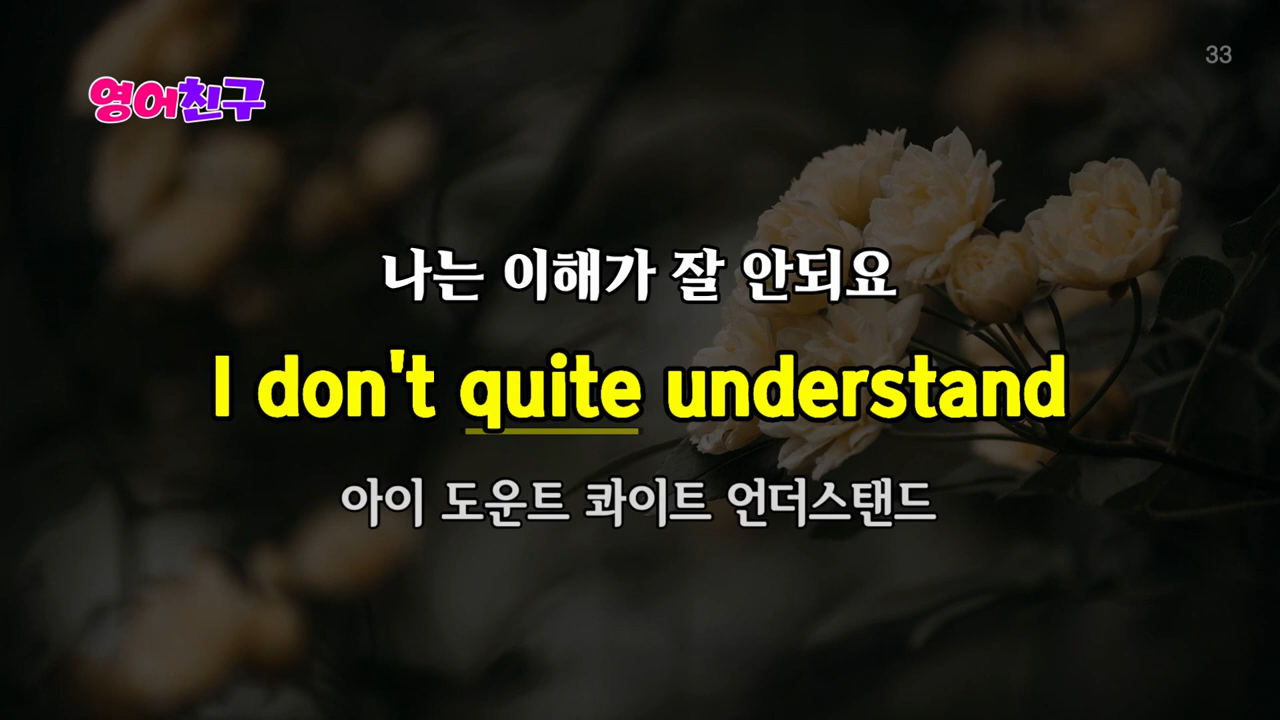 33
영어친구
나는 이해가 잘 안되요
I don't quite understand
아이 도운트 콰이트 언더스탠드